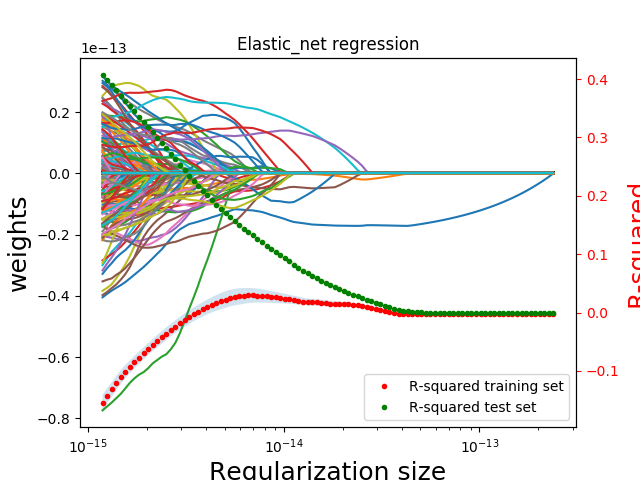 Elastic_net regression
1e−13
0.2
0.0
−0.2
−0.4
−0.6
−0.8
weights
0.4
0.3
0.2
0.1
0.0
−0.1
R-squared
R-squared training set
R-squared test set
10⁻¹⁵
10⁻¹⁴
10⁻¹³
Regularization size